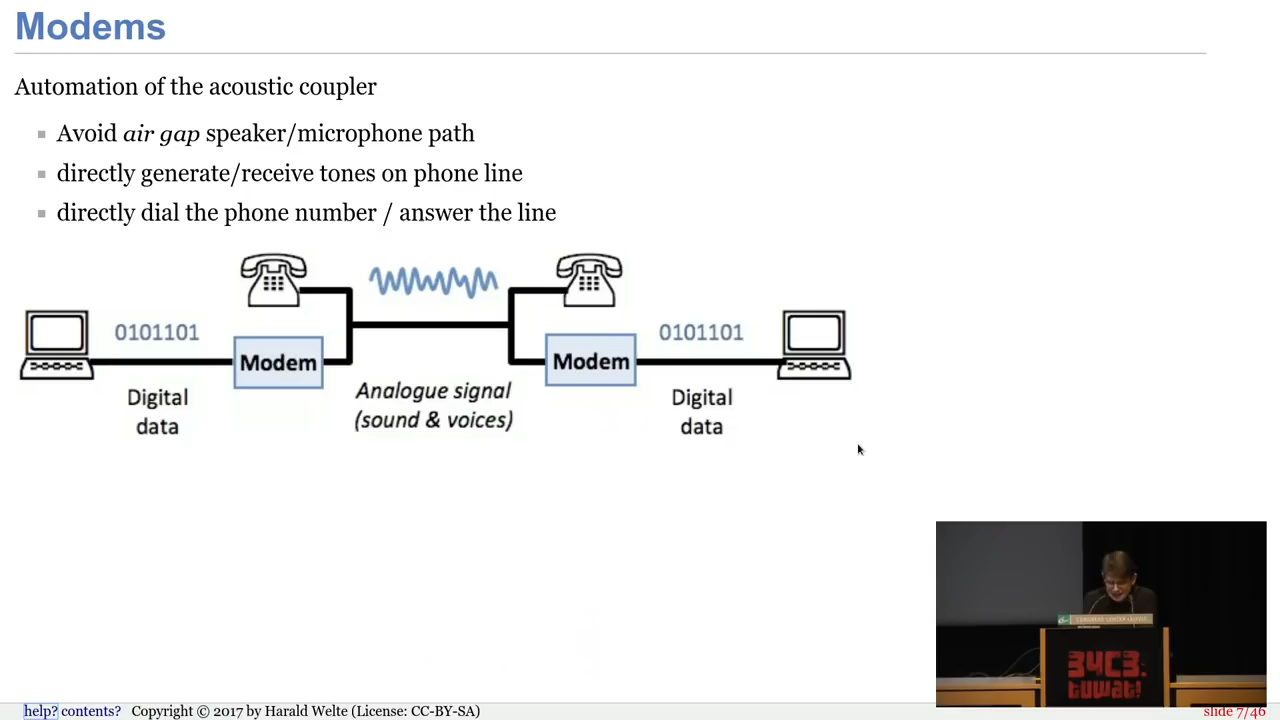 Modems
Automation of the acoustic coupler
Avoid air gap speaker/microphone path
directly generate/receive tones on phone line
directly dial the phone number / answer the line
0101101
0101101
Modem
Modem
Digital
data
Analogue signal
(sound & voices)
Digital
data
34C3:
tuwat!
help? contents? Copyright © 2017 by Harald Welte (License: CC-BY-SA)
slide 7/46